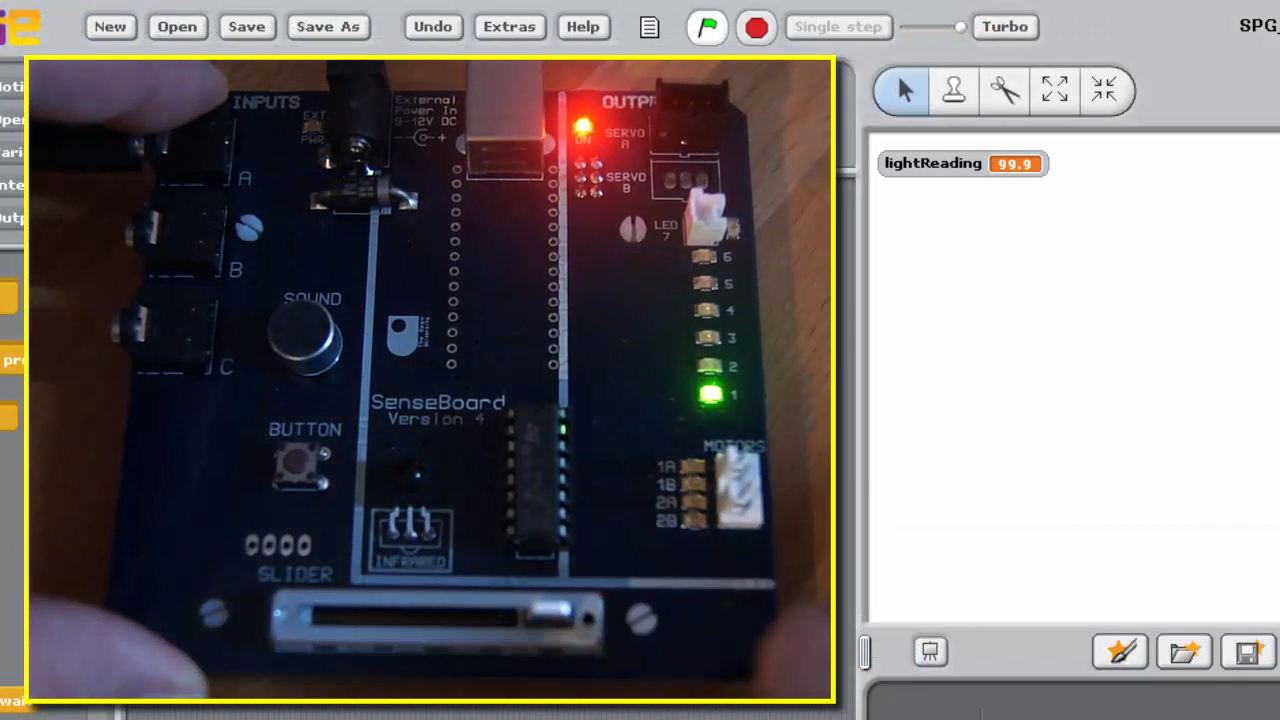 New Open Save Save As Undo Extras Help Single step Turbo
SPG_
lightReading 99.9
INPUTS
External
Power In
9-12V DC
EXT
PWR
ON
SERVO
A
SERVO
B
LED
7
6
5
4
3
2
1
A
B
C
SOUND
SenseBoard
Version 4
BUTTON
MOTORS
1A
1B
2A
2B
INFRARED
SLIDER